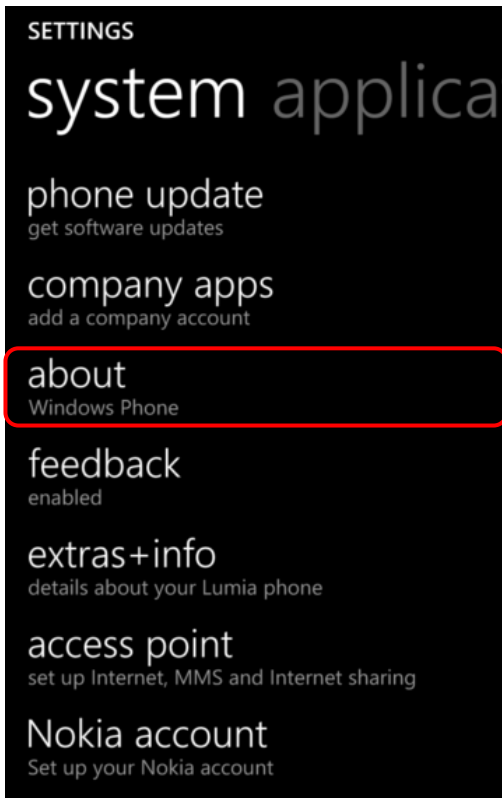 SETTINGS
system applica
phone update
get software updates
company apps
add a company account
about
Windows Phone
feedback
enabled
extras+info
details about your Lumia phone
access point
set up Internet, MMS and Internet sharing
Nokia account
Set up your Nokia account